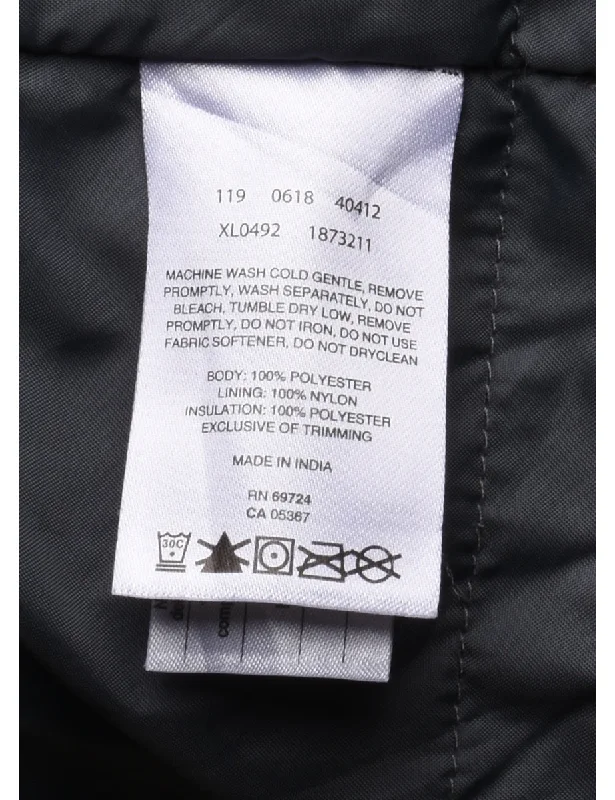 119 0618 40412
XL0492 1873211
MACHINE WASH COLD GENTLE, REMOVE
PROMPTLY, WASH SEPARATELY, DO NOT
BLEACH, TUMBLE DRY LOW, REMOVE
PROMPTLY, DO NOT IRON, DO NOT USE
FABRIC SOFTENER, DO NOT DRYCLEAN
BODY: 100% POLYESTER
LINING: 100% NYLON
INSULATION: 100% POLYESTER
EXCLUSIVE OF TRIMMING
MADE IN INDIA
RN 69724
CA 05367
30C